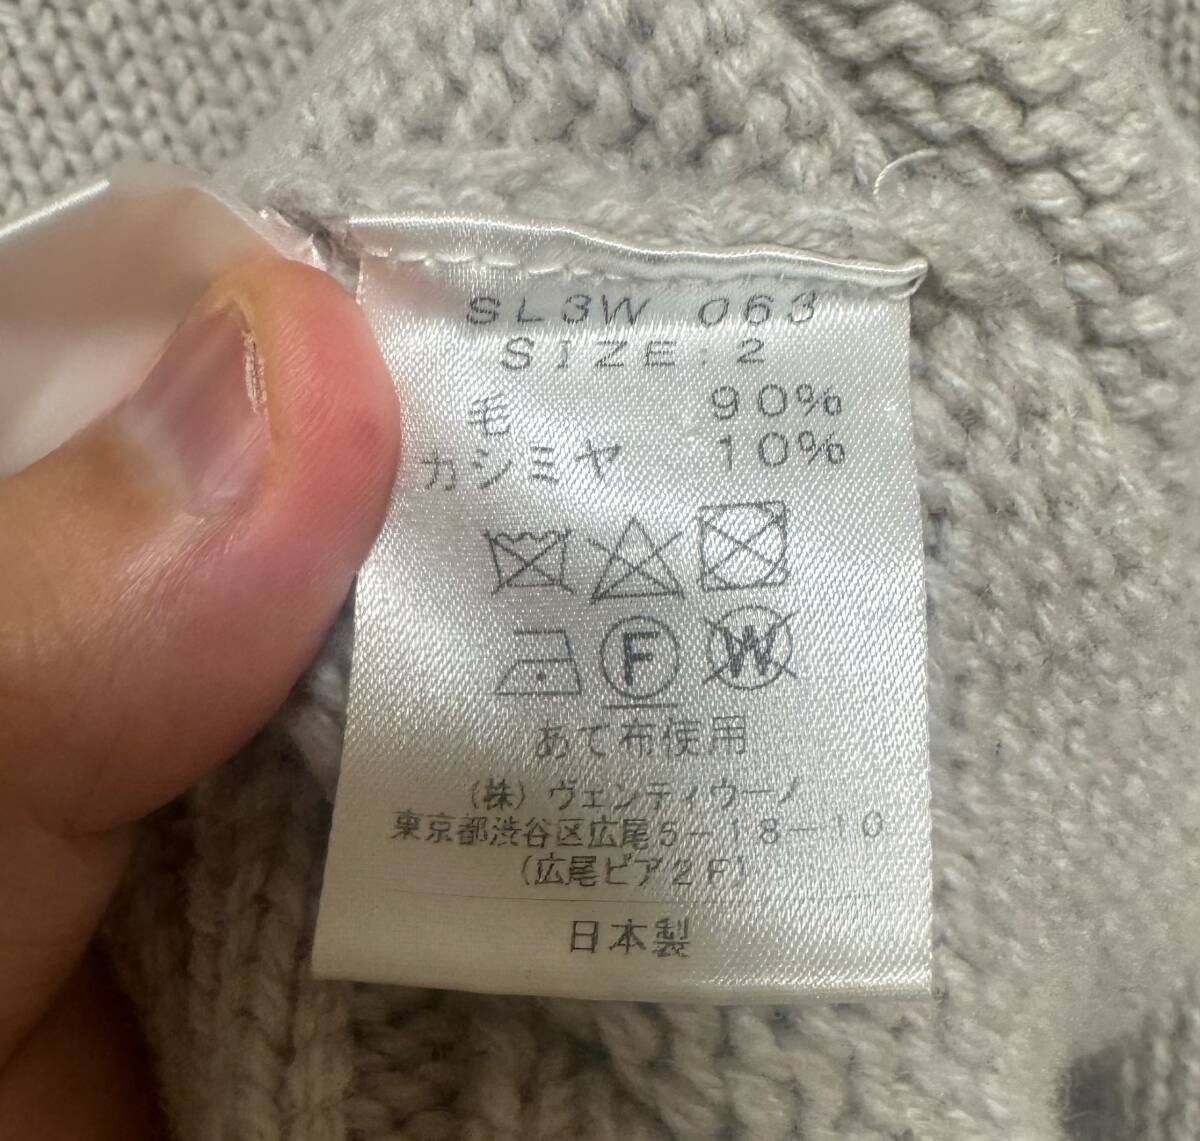 SL3W 063
SIZE:2
毛 90%
カシミヤ 10%
F W
あて布使用
(株)ヴェンティウーノ
東京都渋谷区広尾5-18-10
(広尾ピア2F)
日本製